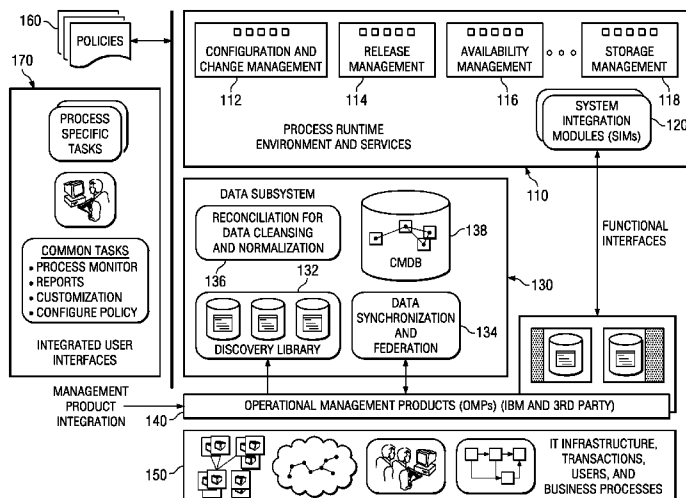 160
POLICIES
170
PROCESS
SPECIFIC
TASKS
COMMON TASKS
• PROCESS MONITOR
• REPORTS
• CUSTOMIZATION
• CONFIGURE POLICY
INTEGRATED USER
INTERFACES
CONFIGURATION AND
CHANGE MANAGEMENT
112
RELEASE
MANAGEMENT
114
AVAILABILITY
MANAGEMENT
116
STORAGE
MANAGEMENT
118
PROCESS RUNTIME
ENVIRONMENT AND SERVICES
SYSTEM
INTEGRATION
MODULES (SIMs)
120
110
DATA SUBSYSTEM
RECONCILIATION FOR
DATA CLEANSING
AND NORMALIZATION
136
132
DISCOVERY LIBRARY
CMDB
138
DATA
SYNCHRONIZATION
AND
FEDERATION
134
130
FUNCTIONAL
INTERFACES
MANAGEMENT
PRODUCT
INTEGRATION
140
OPERATIONAL MANAGEMENT PRODUCTS (OMPs) (IBM AND 3RD PARTY)
150
IT INFRASTRUCTURE,
TRANSACTIONS,
USERS, AND
BUSINESS PROCESSES